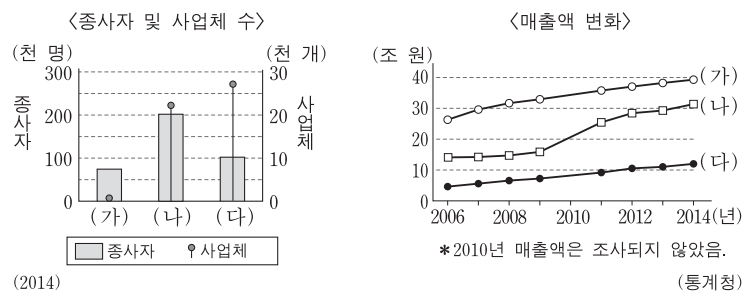 〈종사자 및 사업체 수〉
(천 명)
(천 개)
종사자
사업체
300
200
100
0
30
20
10
0
(가)
(나)
(다)
종사자
사업체
(2014)
〈매출액 변화〉
(조 원)
40
30
20
10
0
(가)
(나)
(다)
2006 2008 2010 2012 2014(년)
*2010년 매출액은 조사되지 않았음.
(통계청)